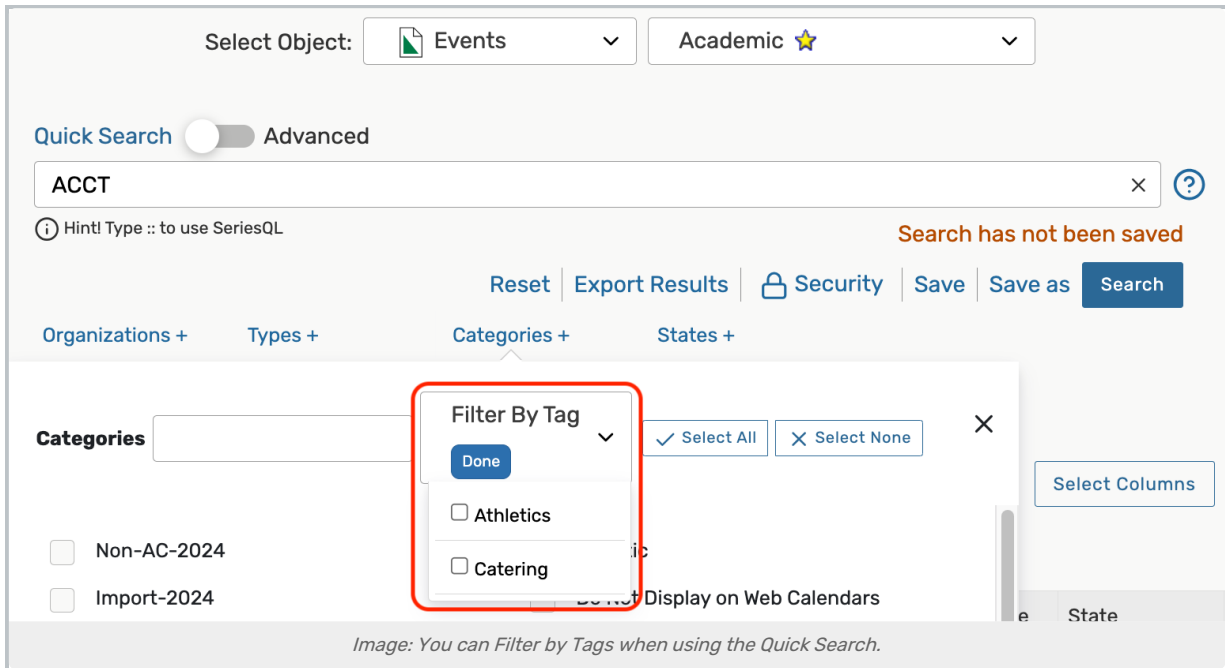 Select Object: Events Academic
Quick Search Advanced
ACCT
Hint! Type :: to use SeriesQL
Search has not been saved
Reset Export Results Security Save Save as Search
Organizations + Types + Categories + States +
Categories Filter By Tag Select All Select None
Done
Select Columns
Athletics
Non-AC-2024
Catering
Import-2024 Display on Web Calendars
State
Image: You can Filter by Tags when using the Quick Search.